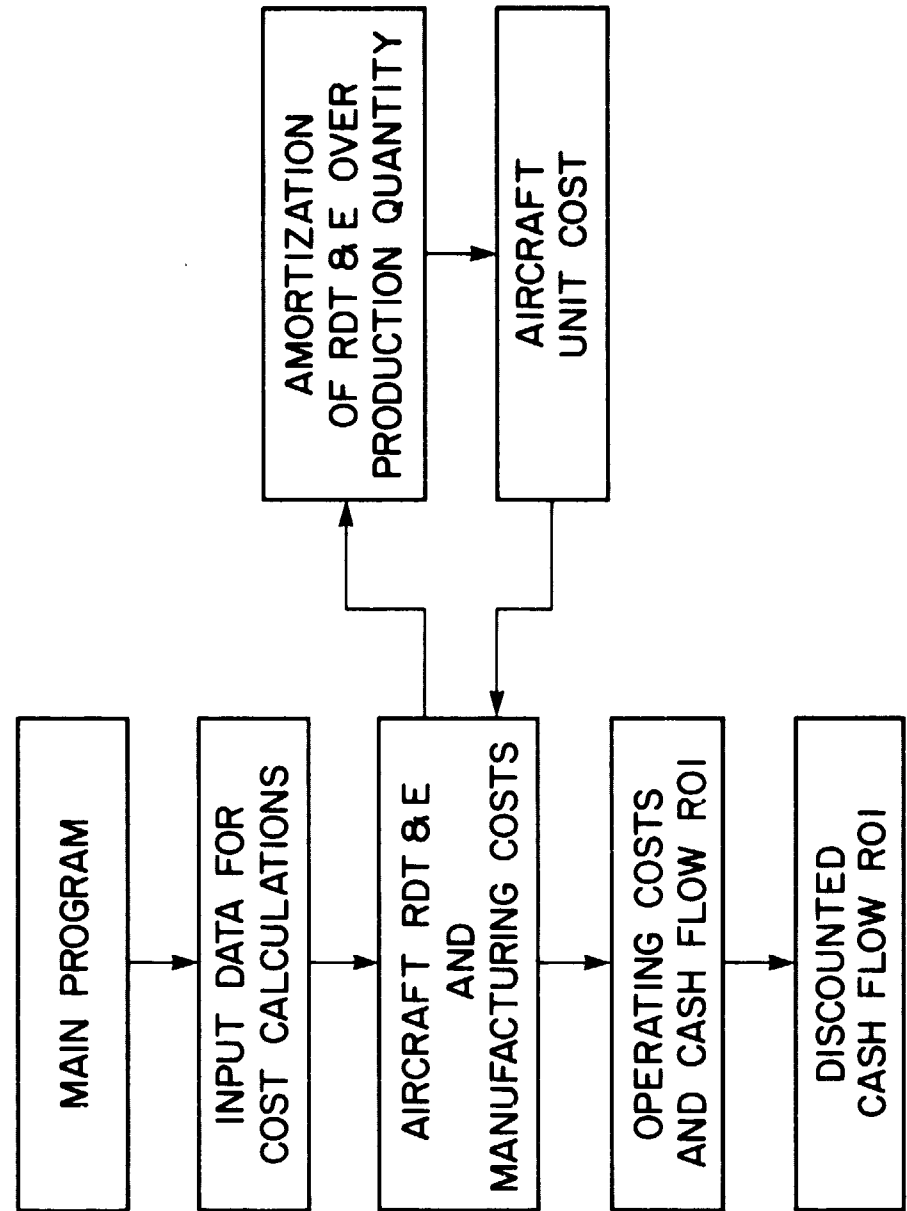 MAIN PROGRAM
INPUT DATA FOR
COST CALCULATIONS
AIRCRAFT RDT & E
AND
MANUFACTURING COSTS
OPERATING COSTS
AND CASH FLOW ROI
DISCOUNTED
CASH FLOW ROI
AMORTIZATION
OF RDT & E OVER
PRODUCTION QUANTITY
AIRCRAFT
UNIT COST